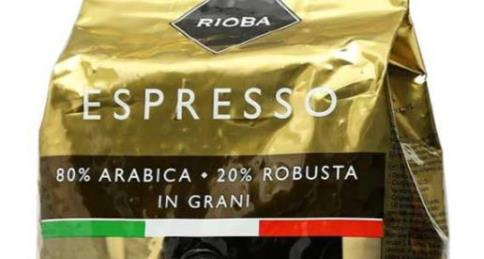 RIOBA
ESPRESSO
80% ARABICA • 20% ROBUSTA
IN GRANI